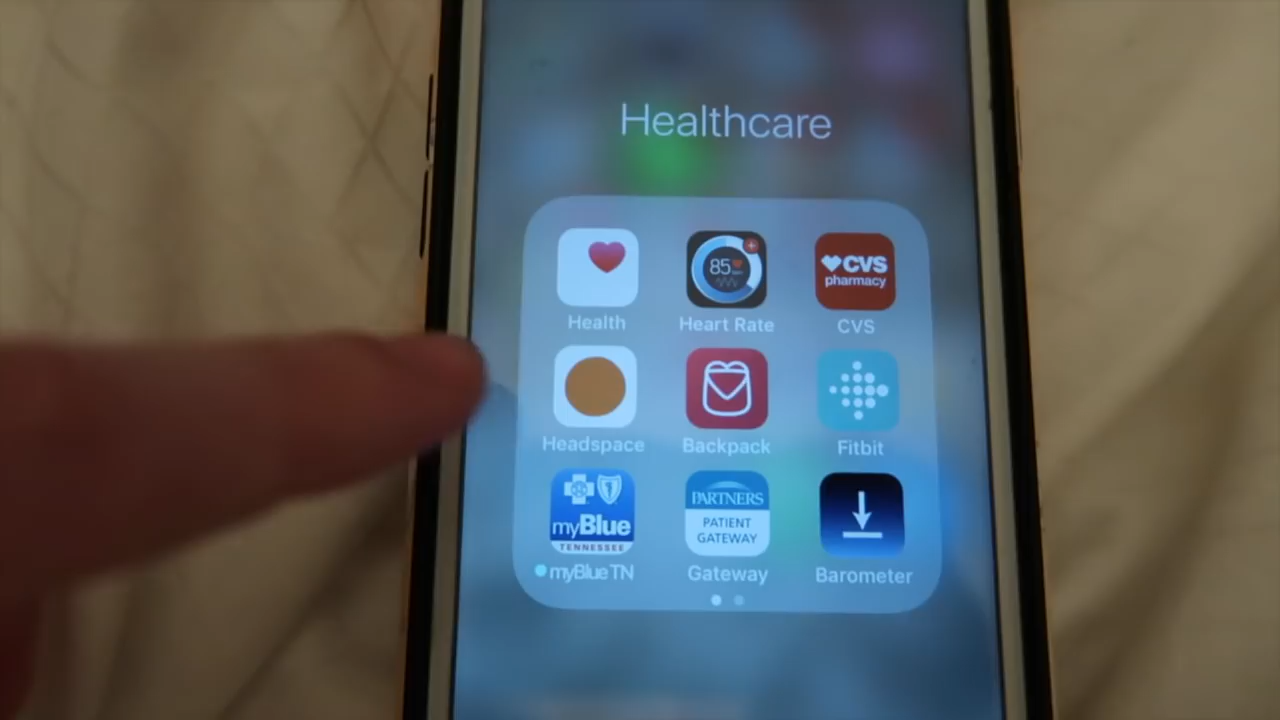 Healthcare
85
CVS
pharmacy
Health
Heart Rate
CVS
Headspace
Backpack
Fitbit
myBlue
TENNESSEE
PARTNERS
PATIENT
GATEWAY
myBlueTN
Gateway
Barometer